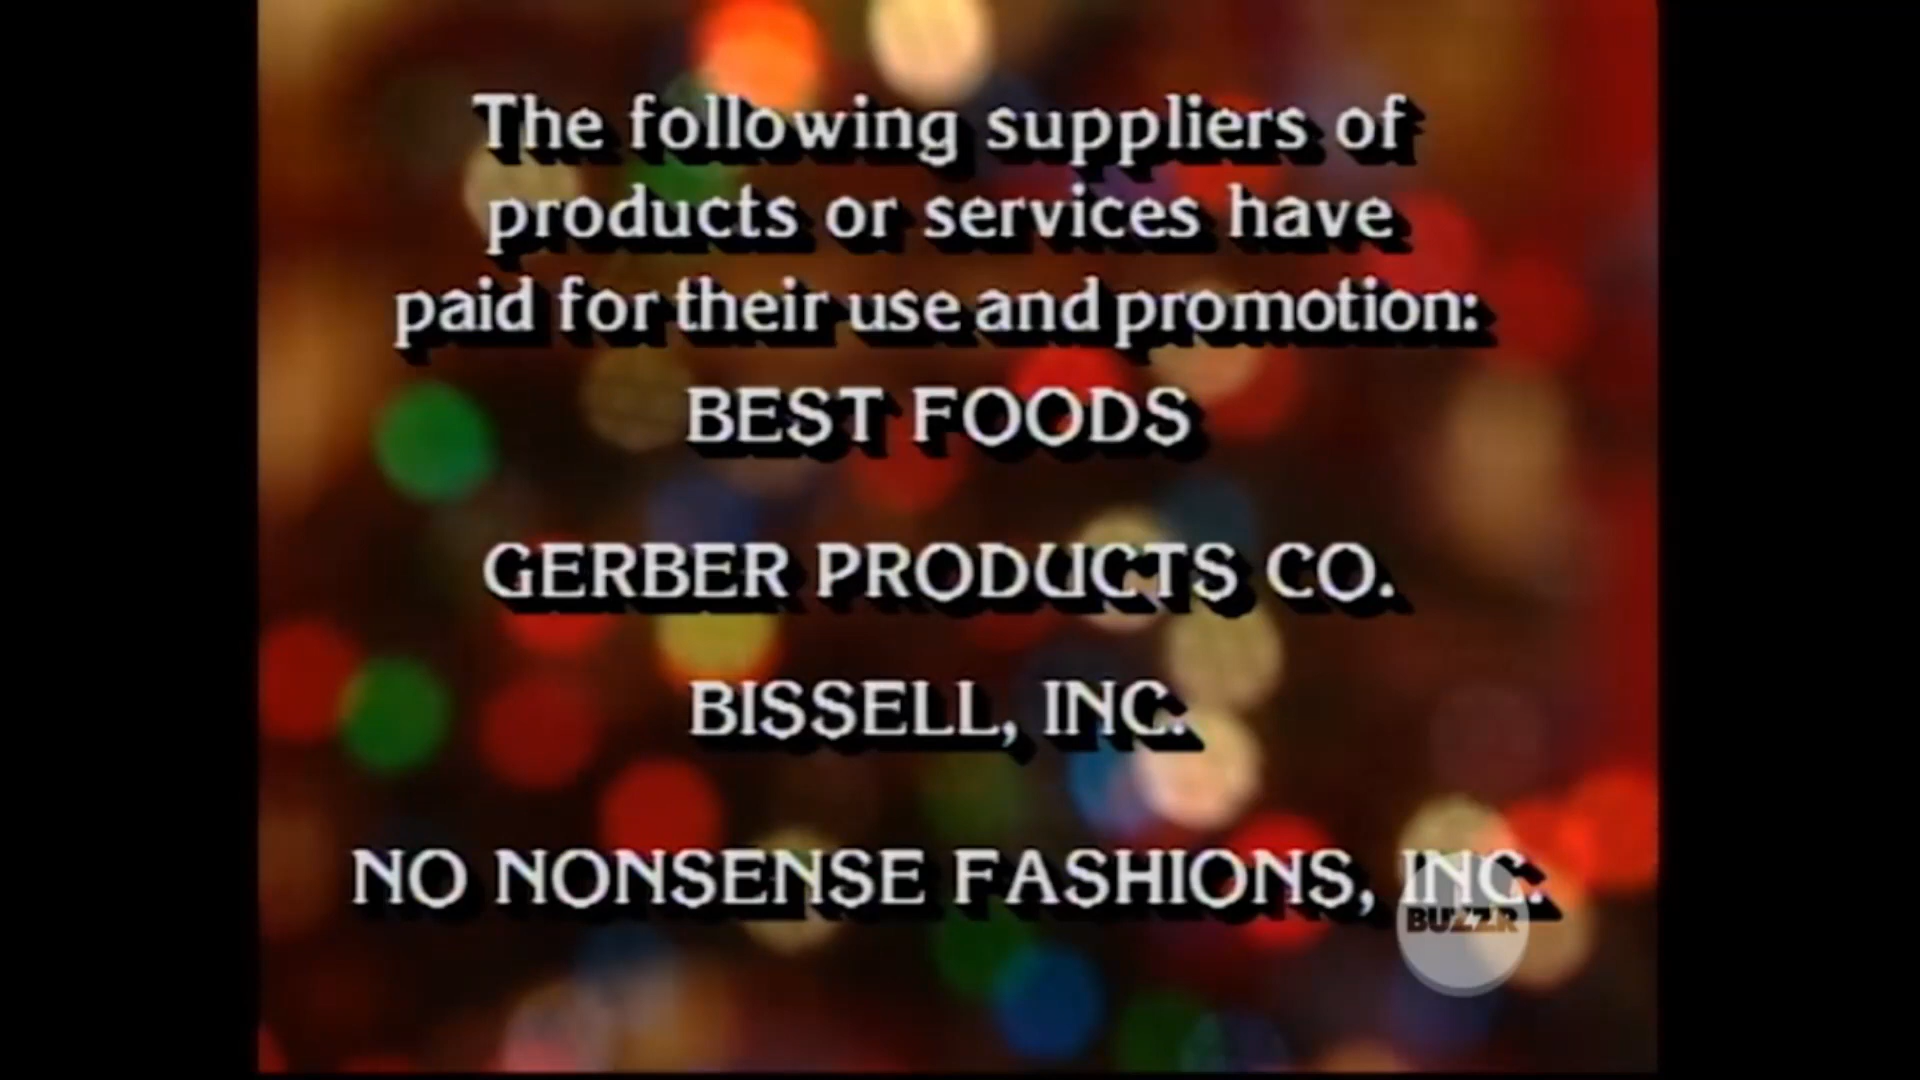 The following suppliers of
products or services have
paid for their use and promotion:
BEST FOODS
GERBER PRODUCTS CO.
BISSELL, INC.
NO NONSENSE FASHIONS, INC.
BUZZR